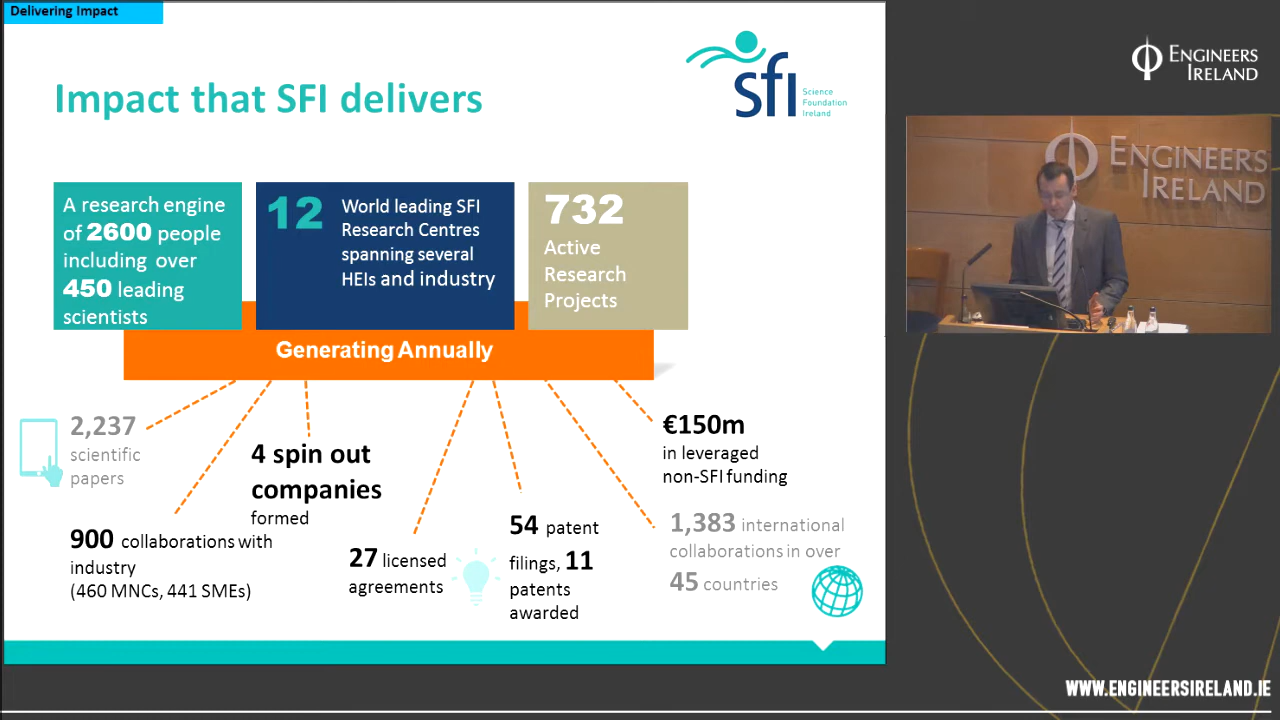 Delivering Impact
Impact that SFI delivers
sfi
Science
Foundation
Ireland
A research engine
of 2600 people
including over
450 leading
scientists
12
World leading SFI
Research Centres
spanning several
HEIs and industry
732
Active
Research
Projects
Generating Annually
2,237
scientific
papers
900 collaborations with
industry
(460 MNCs, 441 SMEs)
4 spin out
companies
formed
27 licensed
agreements
54 patent
filings, 11
patents
awarded
€150m
in leveraged
non-SFI funding
1,383 international
collaborations in over
45 countries
ENGINEERS
IRELAND
ENGINEERS
IRELAND
WWW.ENGINEERSIRELAND.IE